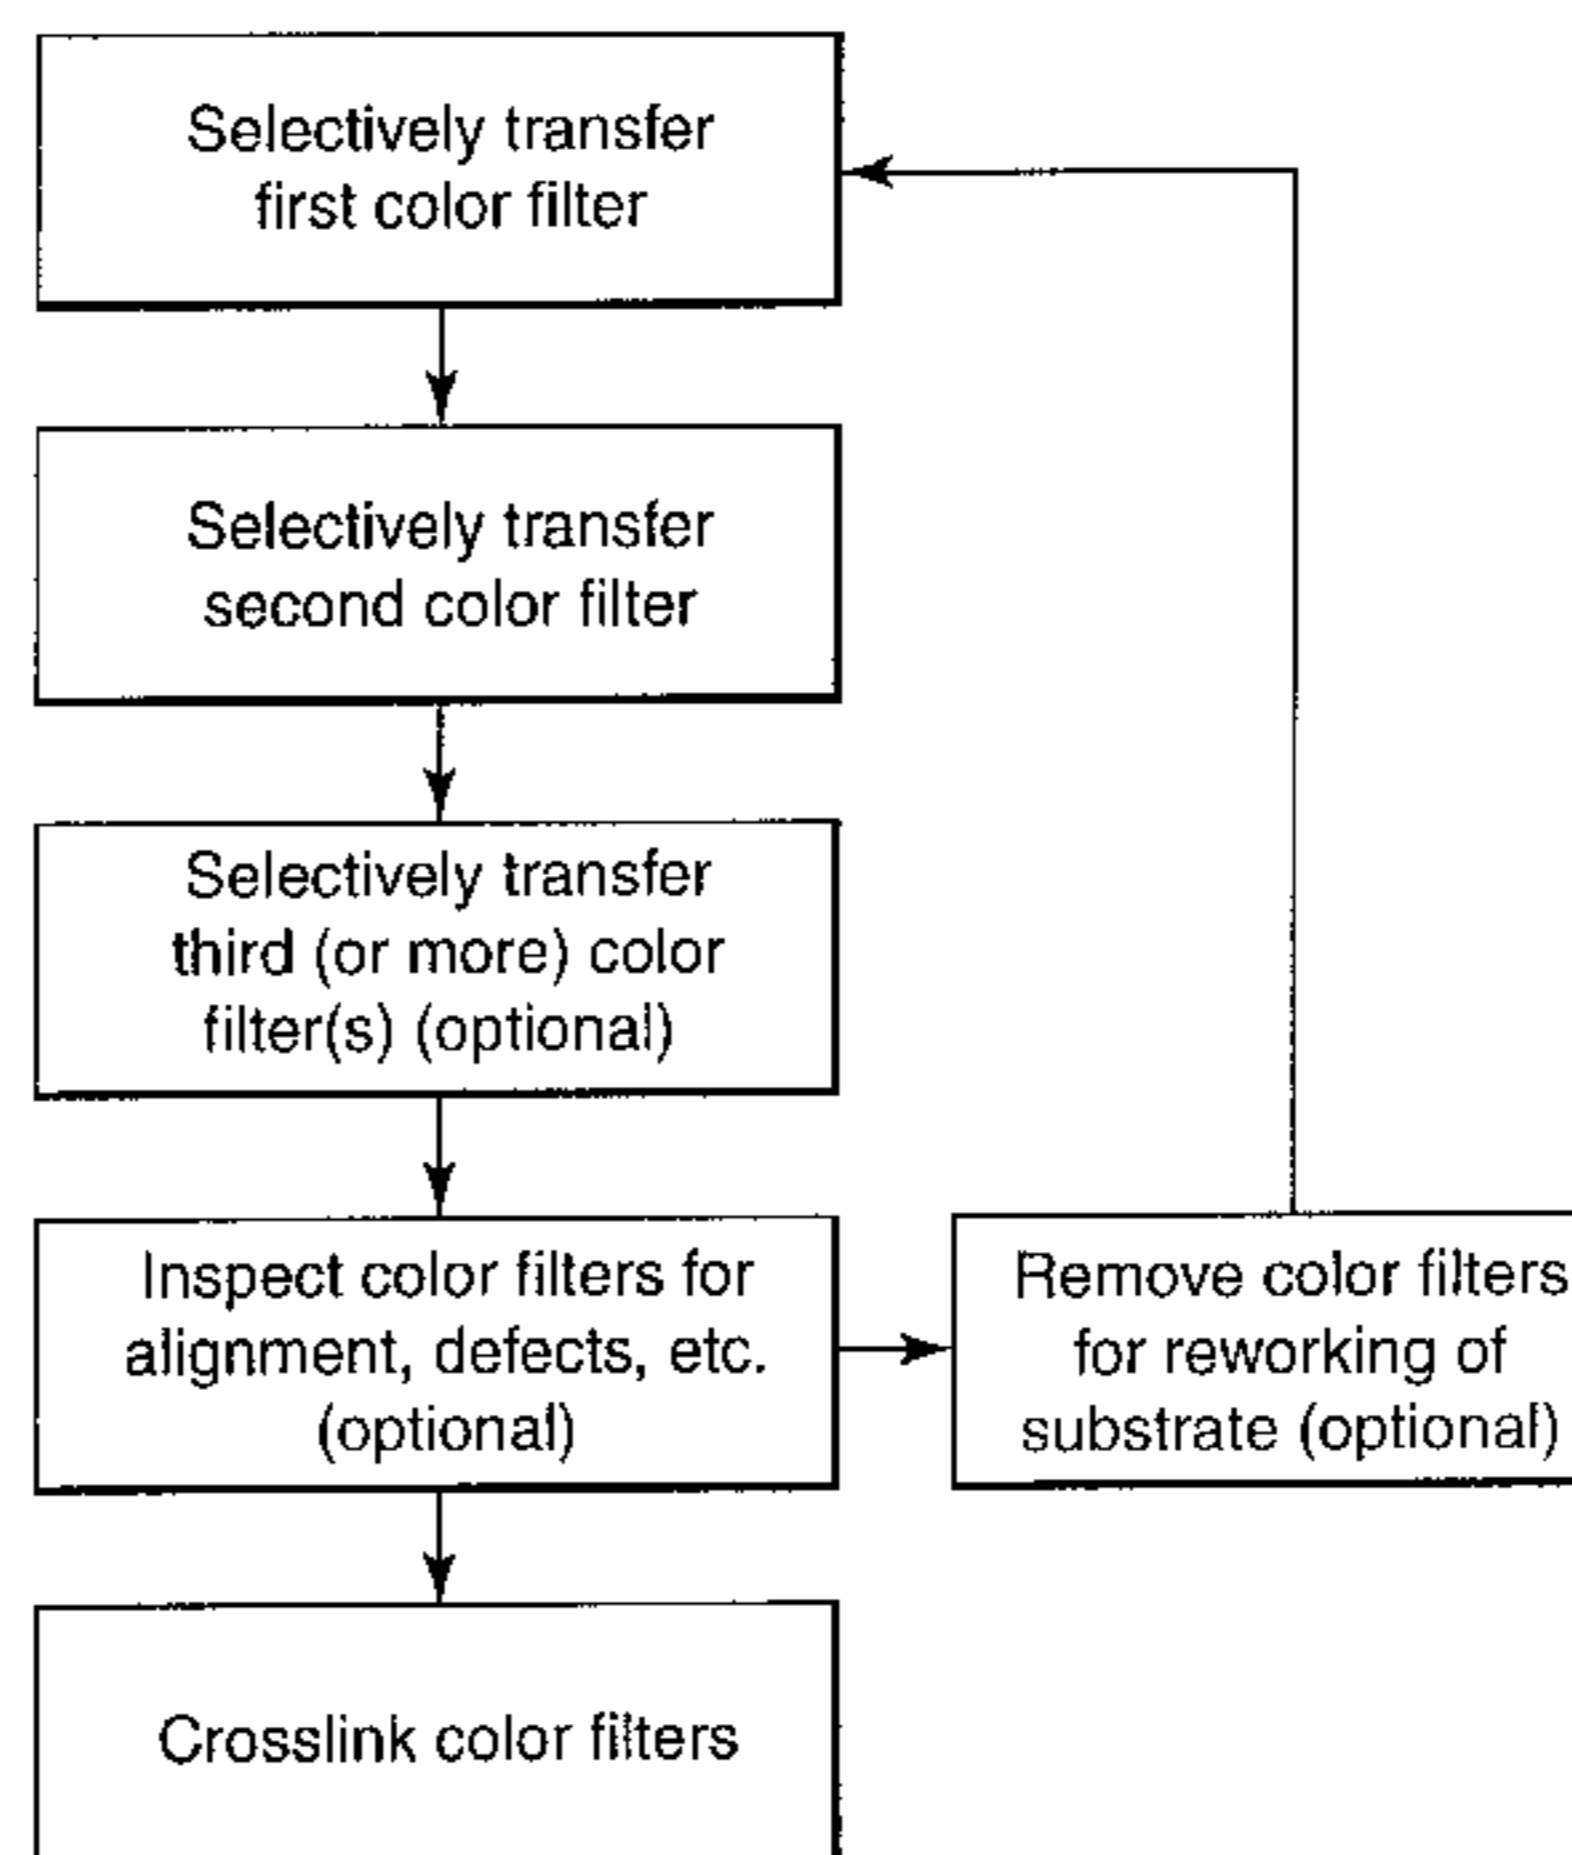 Selectively transfer
first color filter
Selectively transfer
second color filter
Selectively transfer
third (or more) color
filter(s) (optional)
Inspect color filters for
alignment, defects, etc.
(optional)
Remove color filters
for reworking of
substrate (optional)
Crosslink color filters